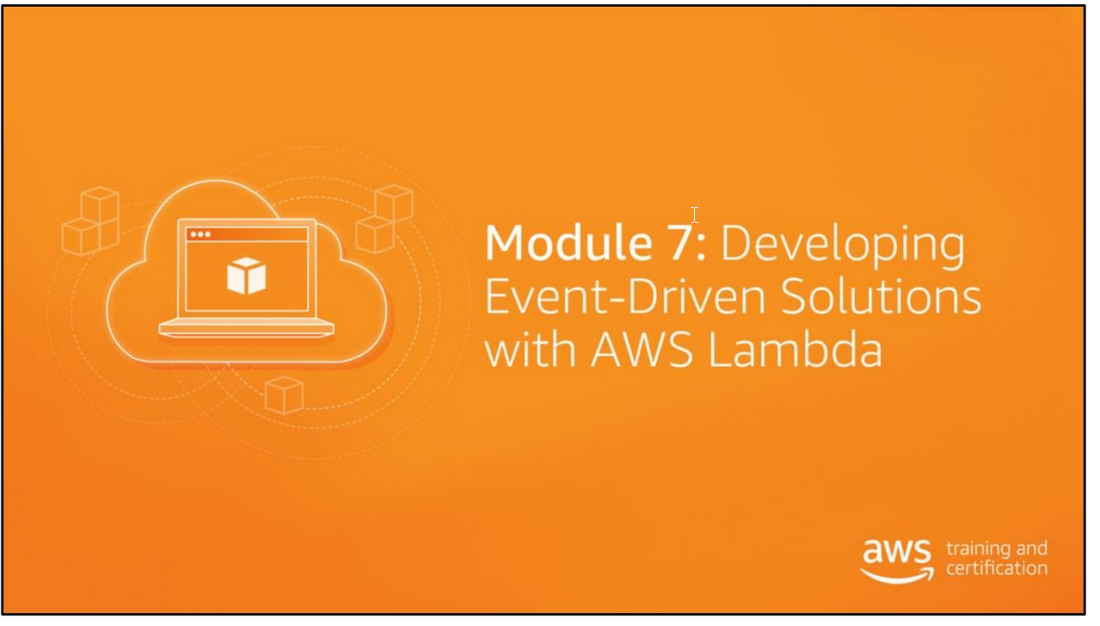 Module 7: Developing
Event-Driven Solutions
with AWS Lambda
aws training and
certification